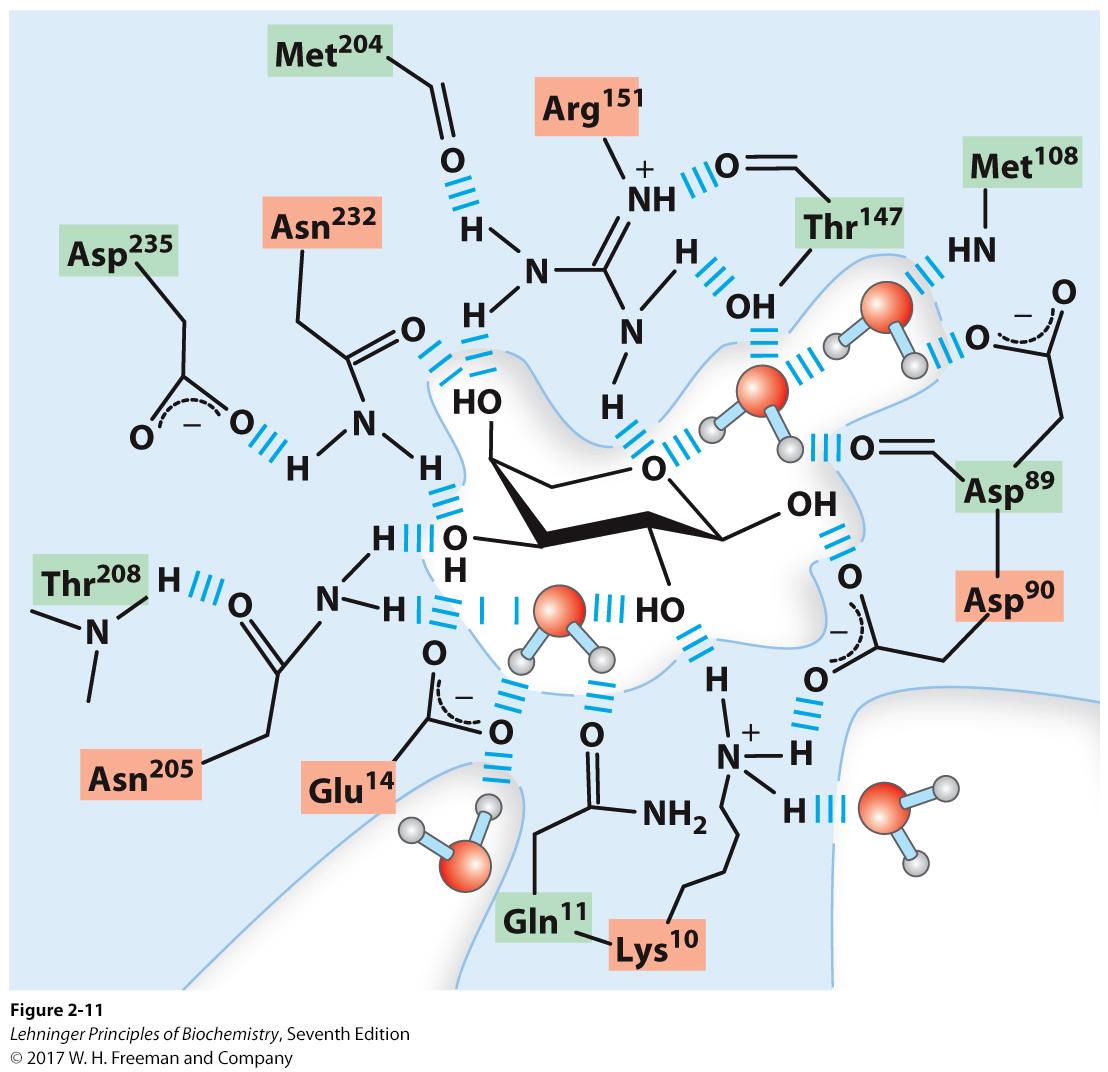 Met204
Arg151
+
O
NH
O
Met108
Asp235
Asn232
H
Thr147
HN
N
H
OH
H
O
N
O
O
−
HO
H
O
O
−
N
H
H
O
O
Asp89
OH
H
O
H
Thr208
H
O
N
H
HO
O
Asp90
N
−
O
−
H
O
O
O
+
N
H
Asn205
Glu14
H
NH2
Gln11
Lys10
Figure 2-11
Lehninger Principles of Biochemistry, Seventh Edition
© 2017 W. H. Freeman and Company